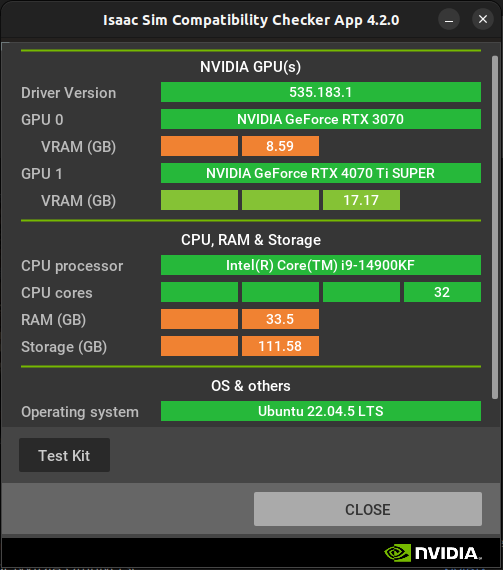 Isaac Sim Compatibility Checker App 4.2.0
NVIDIA GPU(s)
Driver Version 535.183.1
GPU 0 NVIDIA GeForce RTX 3070
VRAM (GB) 8.59
GPU 1 NVIDIA GeForce RTX 4070 Ti SUPER
VRAM (GB) 17.17
CPU, RAM & Storage
CPU processor Intel(R) Core(TM) i9-14900KF
CPU cores 32
RAM (GB) 33.5
Storage (GB) 111.58
OS & others
Operating system Ubuntu 22.04.5 LTS
Test Kit
CLOSE
NVIDIA.